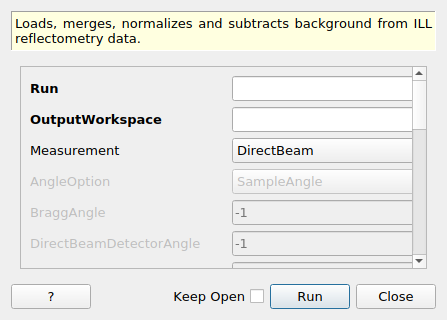 Loads, merges, normalizes and subtracts background from ILL
reflectometry data.
Run
OutputWorkspace
Measurement DirectBeam
AngleOption SampleAngle
BraggAngle -1
DirectBeamDetectorAngle -1
? Keep Open Run Close